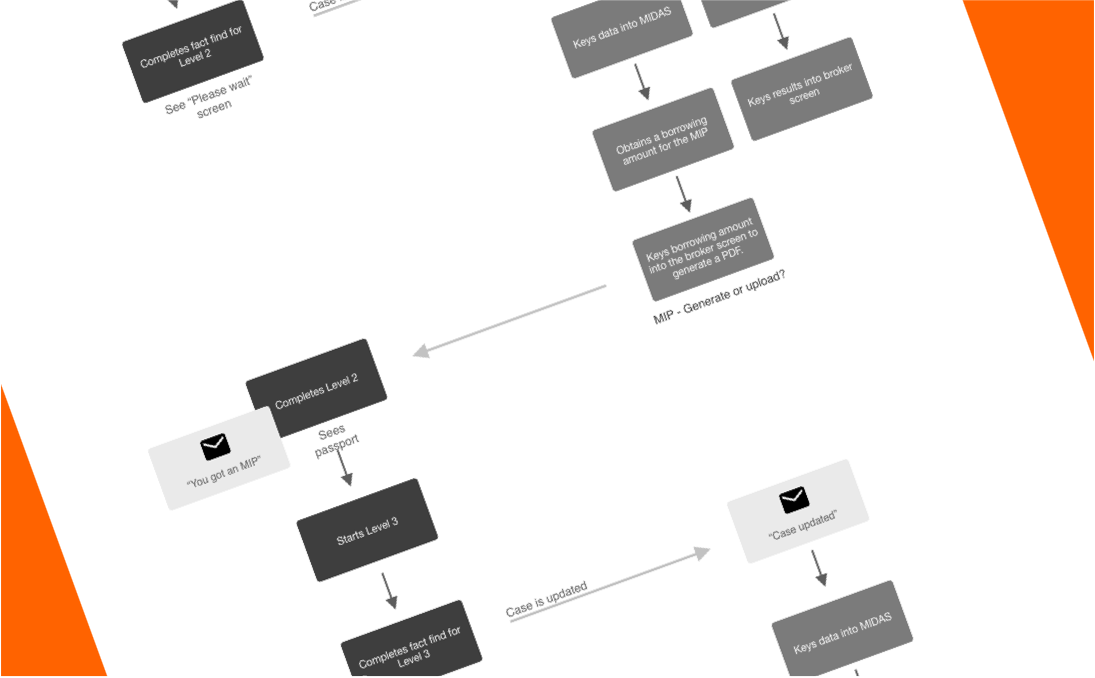 Case
Completes fact find for
Level 2
See “Please wait”
screen
Keys data into MIDAS
Keys results into broker
screen
Obtains a borrowing
amount for the MIP
Keys borrowing amount
into the broker screen to
generate a PDF.
MIP - Generate or upload?
Completes Level 2
“You got an MIP”
Sees
passport
Starts Level 3
“Case updated”
Case is updated
Completes fact find for
Level 3
Keys data into MIDAS